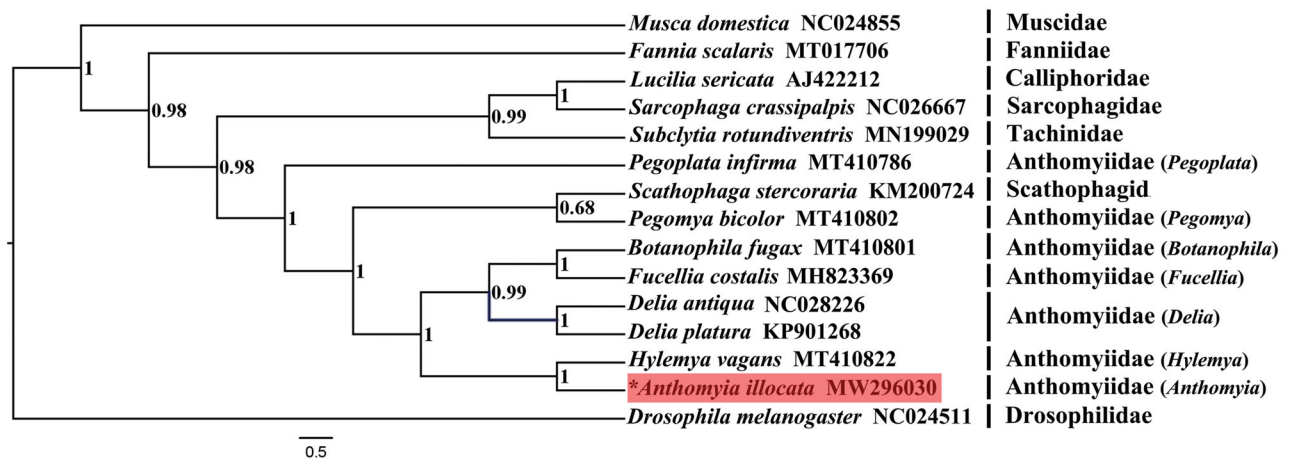 Musca domestica NC024855 Muscidae
Fannia scalaris MT017706 Fanniidae
Lucilia sericata AJ422212 Calliphoridae
1
1
Sarcophaga crassipalpis NC026667 Sarcophagidae
0.98
0.99
Subclytia rotundiventris MN199029 Tachinidae
Pegoplata infirma MT410786 Anthomyiidae (Pegoplata)
0.98
Scathophaga stercoraria KM200724 Scathophagid
0.68
Pegomya bicolor MT410802 Anthomyiidae (Pegomya)
1
Botanophila fugax MT410801 Anthomyiidae (Botanophila)
1
1
Fucellia costalis MH823369 Anthomyiidae (Fucellia)
0.99
Delia antiqua NC028226
Anthomyiidae (Delia)
1
Delia platura KP901268
1
Hylemya vagans MT410822 Anthomyiidae (Hylemya)
1
*Anthomyia illocata MW296030 Anthomyiidae (Anthomyia)
Drosophila melanogaster NC024511 Drosophilidae
0.5